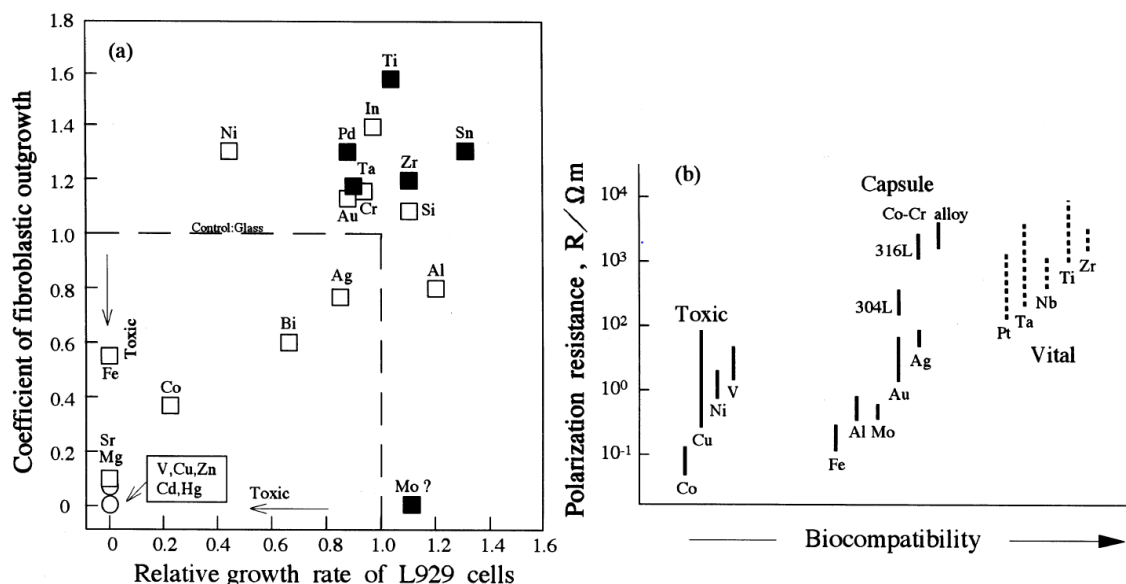 (a)
Coefficient of fibroblastic outgrowth
1.8
1.6
1.4
1.2
1.0
0.8
0.6
0.4
0.2
0
Ti
In
Ni
Pd
Sn
Ta
Zr
Au
Cr
Si
Control:Glass
Ag
Al
Toxic
Bi
Fe
Co
Sr
Mg
V,Cu,Zn
Cd,Hg
Toxic
Mo ?
0 0.2 0.4 0.6 0.8 1.0 1.2 1.4 1.6
Relative growth rate of L929 cells
(b)
Polarization resistance, R/Ωm
10⁴
10³
10²
10⁰
10⁻¹
Capsule
Co-Cr alloy
316L
304L
Toxic
Ti
Zr
Nb
Ta
Pt
Vital
Ag
Au
V
Ni
Cu
Al Mo
Fe
Co
Biocompatibility